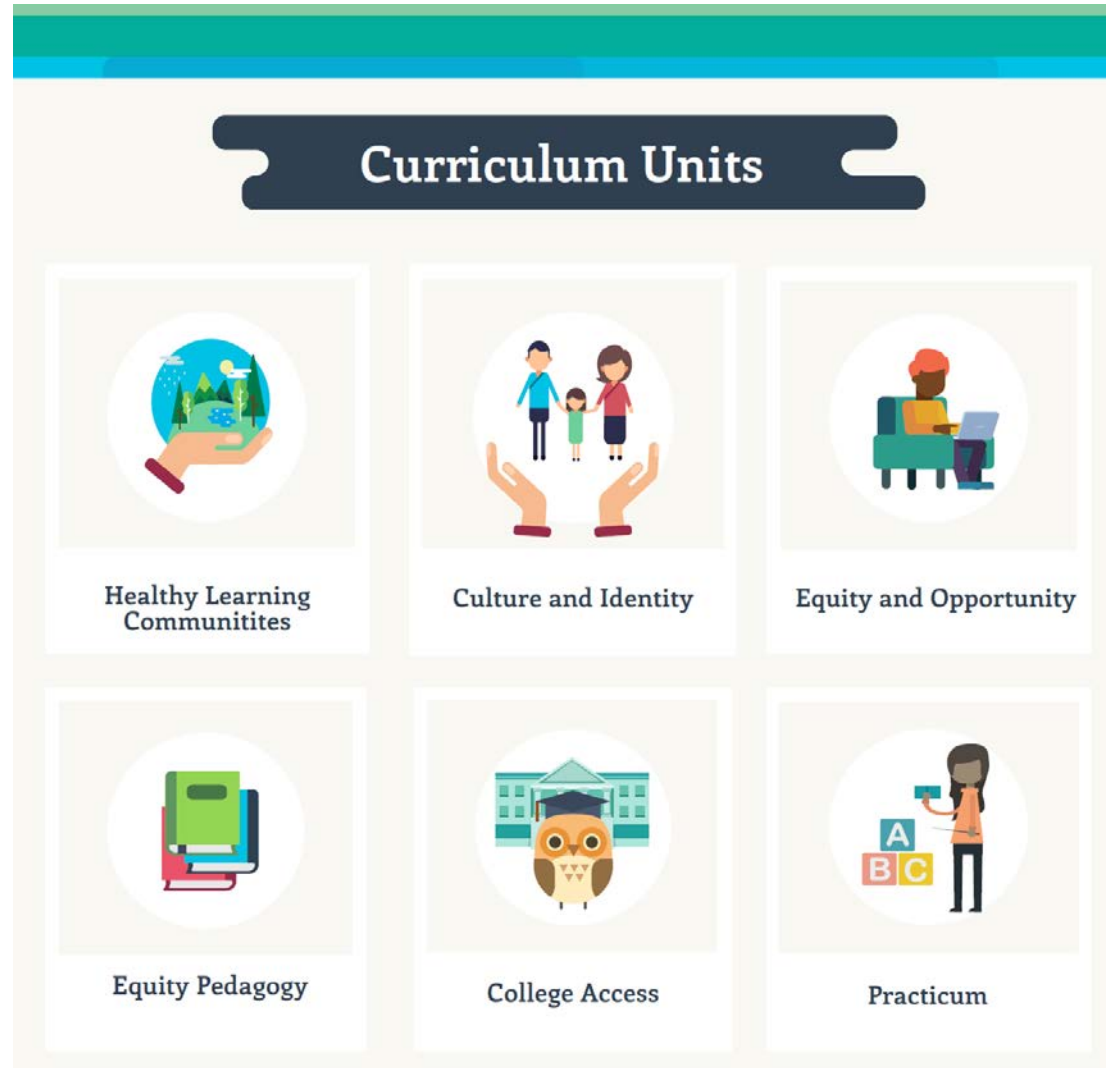 Curriculum Units
Healthy Learning
Communitites
Culture and Identity
Equity and Opportunity
Equity Pedagogy
College Access
A
B C
Practicum